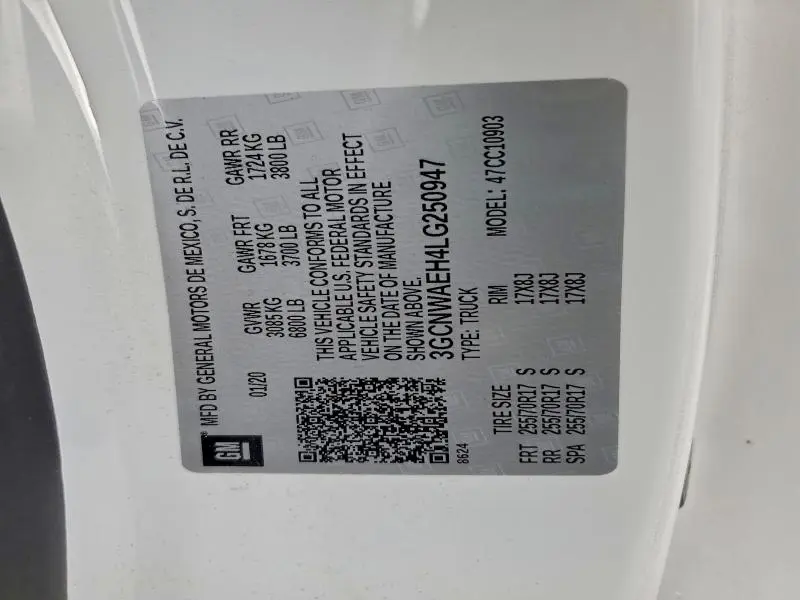 GM
® MFD BY GENERAL MOTORS DE MEXICO, S. DE R.L. DE C.V.
01/20 GVWR GAWR FRT GAWR RR
3085 KG 1678 KG 1724 KG
6800 LB 3700 LB 3800 LB
THIS VEHICLE CONFORMS TO ALL
APPLICABLE U.S. FEDERAL MOTOR
VEHICLE SAFETY STANDARDS IN EFFECT
ON THE DATE OF MANUFACTURE
SHOWN ABOVE.
3GCNWAEH4LG250947
8624 TYPE: TRUCK MODEL: 47CC10903
TIRE SIZE RIM
FRT 255/70R17 S 17X8J
RR 255/70R17 S 17X8J
SPA 255/70R17 S 17X8J